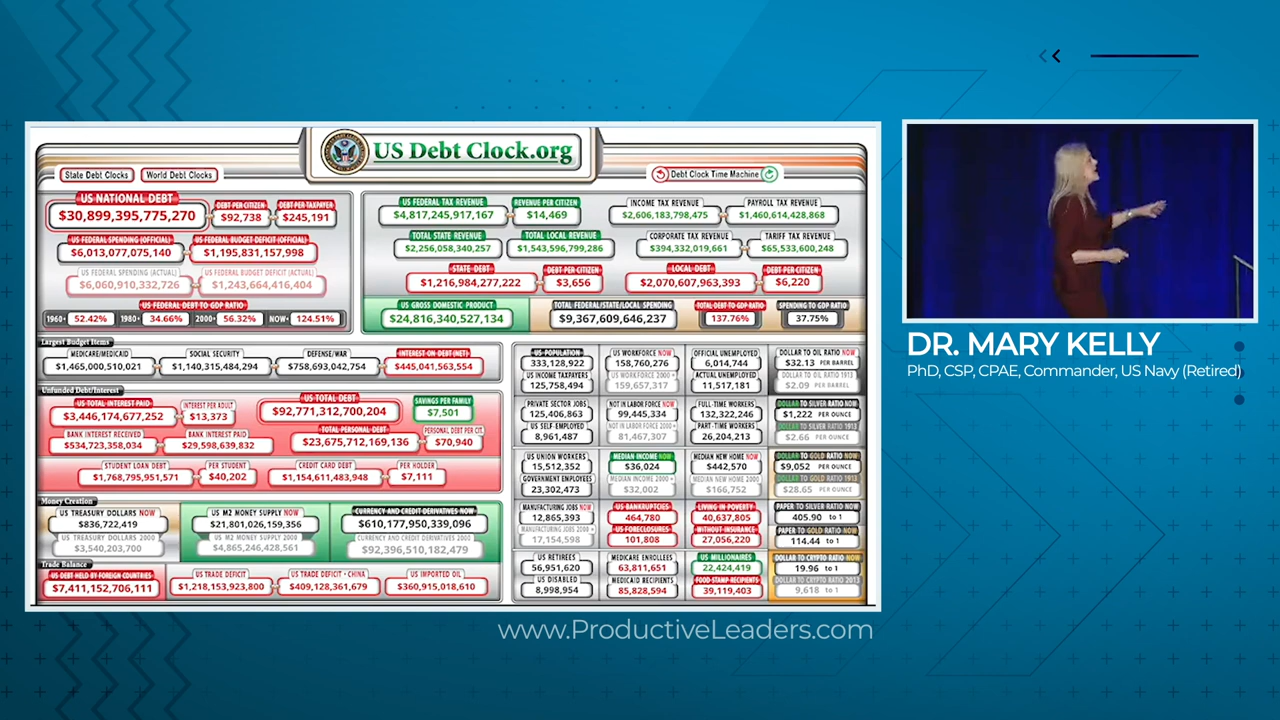 US Debt Clock.org
State Debt Clocks
World Debt Clocks
Debt Clock Time Machine
US NATIONAL DEBT
$30,899,395,775,270
DEBT PER CITIZEN
$92,738
DEBT PER TAXPAYER
$245,191
US FEDERAL SPENDING (OFFICIAL)
$6,013,077,075,140
US FEDERAL BUDGET DEFICIT (OFFICIAL)
$1,195,831,157,998
US FEDERAL SPENDING (ACTUAL)
$6,060,910,332,726
US FEDERAL BUDGET DEFICIT (ACTUAL)
$1,243,664,416,404
US FEDERAL DEBT TO GDP RATIO
1960- 52.42% 1980- 34.66% 2000- 56.32% NOW- 124.51%
US FEDERAL TAX REVENUE
$4,817,245,917,167
REVENUE PER CITIZEN
$14,469
INCOME TAX REVENUE
$2,606,183,798,475
PAYROLL TAX REVENUE
$1,460,614,428,868
TOTAL STATE REVENUE
$2,256,058,340,257
TOTAL LOCAL REVENUE
$1,543,596,799,286
CORPORATE TAX REVENUE
$394,332,019,661
TARIFF TAX REVENUE
$65,533,600,248
STATE DEBT
$1,216,984,277,222
DEBT PER CITIZEN
$3,656
LOCAL DEBT
$2,070,607,963,393
DEBT PER CITIZEN
$6,220
US GROSS DOMESTIC PRODUCT
$24,816,340,527,134
TOTAL FEDERAL/STATE/LOCAL SPENDING
$9,367,609,646,237
TOTAL DEBT TO GDP RATIO
137.76%
SPENDING TO GDP RATIO
37.75%
Largest Budget Items
MEDICARE/MEDICAID
$1,465,000,510,021
SOCIAL SECURITY
$1,140,315,484,294
DEFENSE/WAR
$758,693,042,754
INTEREST ON DEBT (NET)
$445,041,563,554
Unfunded Debt/Interest
US TOTAL INTEREST PAID
$3,446,174,677,252
INTEREST PER ADULT
$13,373
US TOTAL DEBT
$92,771,312,700,204
SAVINGS PER FAMILY
$7,501
BANK INTEREST RECEIVED
$534,723,358,034
BANK INTEREST PAID
$29,598,639,832
TOTAL PERSONAL DEBT
$23,675,712,169,136
PERSONAL DEBT PER CIT.
$70,940
STUDENT LOAN DEBT
$1,768,795,951,571
PER STUDENT
$40,202
CREDIT CARD DEBT
$1,154,611,483,948
PER HOLDER
$7,111
Money Creation
US TREASURY DOLLARS NOW
$836,722,419
US TREASURY DOLLARS 2000
$3,540,203,700
US M2 MONEY SUPPLY NOW
$21,801,026,159,356
US M2 MONEY SUPPLY 2000
$4,865,246,428,561
CURRENCY AND CREDIT DERIVATIVES NOW
$610,177,950,339,096
CURRENCY AND CREDIT DERIVATIVES 2000
$92,396,510,182,479
Trade Balance
US DEBT HELD BY FOREIGN COUNTRIES
$7,411,152,706,111
US TRADE DEFICIT
$1,218,153,923,800
US TRADE DEFICIT - CHINA
$409,128,361,679
US IMPORTED OIL
$360,915,018,610
US POPULATION
333,128,922
US INCOME TAXPAYERS
125,758,494
US WORKFORCE NOW
158,760,276
US WORKFORCE 2000
159,657,317
OFFICIAL UNEMPLOYED
6,014,744
ACTUAL UNEMPLOYED
11,517,181
DOLLAR TO OIL RATIO NOW
$32.13 PER BARREL
DOLLAR TO OIL RATIO 1913
$2.09 PER BARREL
PRIVATE SECTOR JOBS
125,406,863
US SELF-EMPLOYED
8,961,487
NOT IN LABOR FORCE NOW
99,445,334
NOT IN LABOR FORCE 2000
81,467,307
FULL-TIME WORKERS
132,322,246
PART-TIME WORKERS
26,204,213
DOLLAR TO SILVER RATIO NOW
$1,222 PER OUNCE
DOLLAR TO SILVER RATIO 1913
$2.66 PER OUNCE
US UNION WORKERS
15,512,352
GOVERNMENT EMPLOYEES
23,302,473
MEDIAN INCOME NOW
$36,024
MEDIAN INCOME 2000
$32,002
MEDIAN NEW HOME NOW
$442,570
MEDIAN NEW HOME 2000
$166,752
DOLLAR TO GOLD RATIO NOW
$9,052 PER OUNCE
DOLLAR TO GOLD RATIO 1913
$28.65 PER OUNCE
MANUFACTURING JOBS NOW
12,865,393
MANUFACTURING JOBS 2000
17,154,598
US BANKRUPTCIES
464,780
US FORECLOSURES
101,808
LIVING IN POVERTY
40,637,805
WITHOUT INSURANCE
27,056,220
PAPER TO SILVER RATIO NOW
405.90 to 1
PAPER TO GOLD RATIO NOW
114.44 to 1
US RETIREES
56,951,620
US DISABLED
8,998,954
MEDICARE ENROLLEES
63,811,651
MEDICAID RECIPIENTS
85,828,594
US MILLIONAIRES
22,424,419
FOOD STAMP RECIPIENTS
39,119,403
DOLLAR TO CRYPTO RATIO NOW
19.96 to 1
DOLLAR TO CRYPTO RATIO 2013
9,618 to 1
DR. MARY KELLY
PhD, CSP, CPAE, Commander, US Navy (Retired)
www.ProductiveLeaders.com